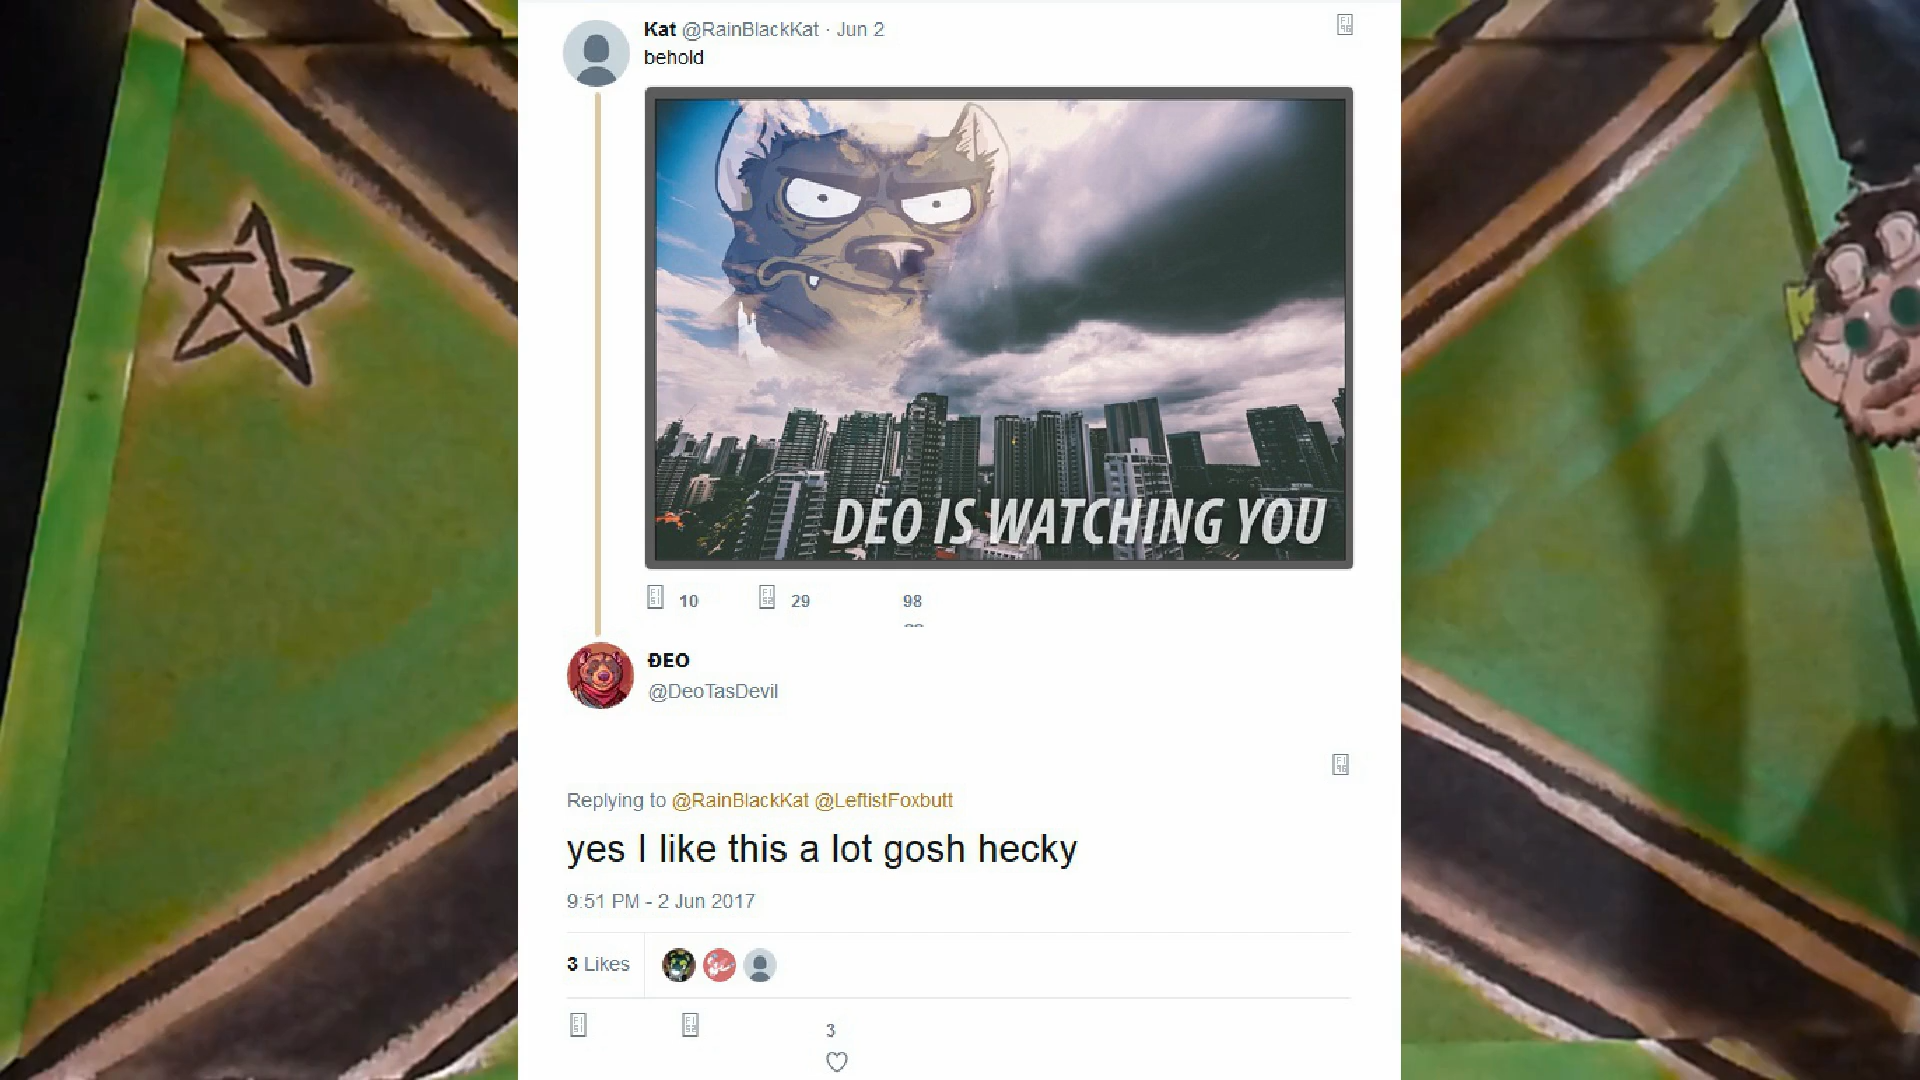 Kat @RainBlackKat · Jun 2
behold
DEO IS WATCHING YOU
10 29 98
ĐEO
@DeoTasDevil
Replying to @RainBlackKat @LeftistFoxbutt
yes I like this a lot gosh hecky
9:51 PM - 2 Jun 2017
3 Likes
3